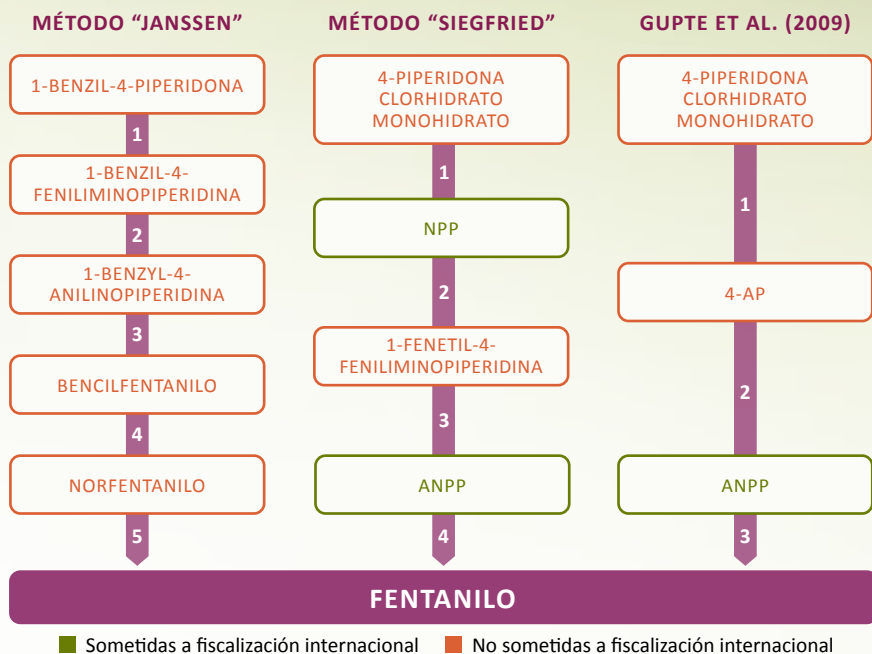 MÉTODO “JANSSEN”
1-BENZIL-4-PIPERIDONA
1
1-BENZIL-4-
FENILIMINOPIPERIDINA
2
1-BENZYL-4-
ANILINOPIPERIDINA
3
BENCILFENTANILO
4
NORFENTANILO
5
MÉTODO “SIEGFRIED”
4-PIPERIDONA
CLORHIDRATO
MONOHIDRATO
1
NPP
2
1-FENETIL-4-
FENILIMINOPIPERIDINA
3
ANPP
4
GUPTE ET AL. (2009)
4-PIPERIDONA
CLORHIDRATO
MONOHIDRATO
1
4-AP
2
ANPP
3
FENTANILO
Sometidas a fiscalización internacional
No sometidas a fiscalización internacional